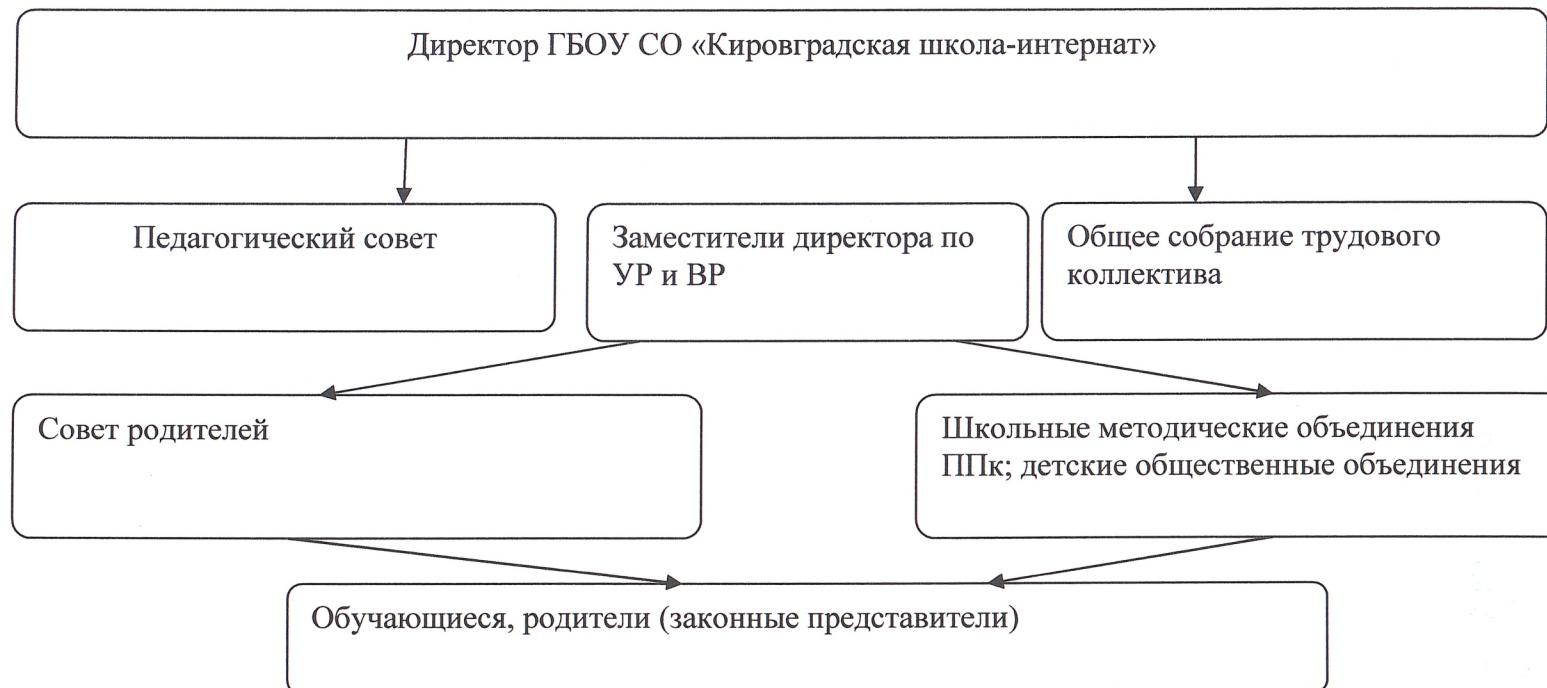 Директор ГБОУ СО «Кировградская школа-интернат»
Педагогический совет
Заместители директора по
УР и ВР
Общее собрание трудового
коллектива
Совет родителей
Школьные методические объединения
ППк; детские общественные объединения
Обучающиеся, родители (законные представители)